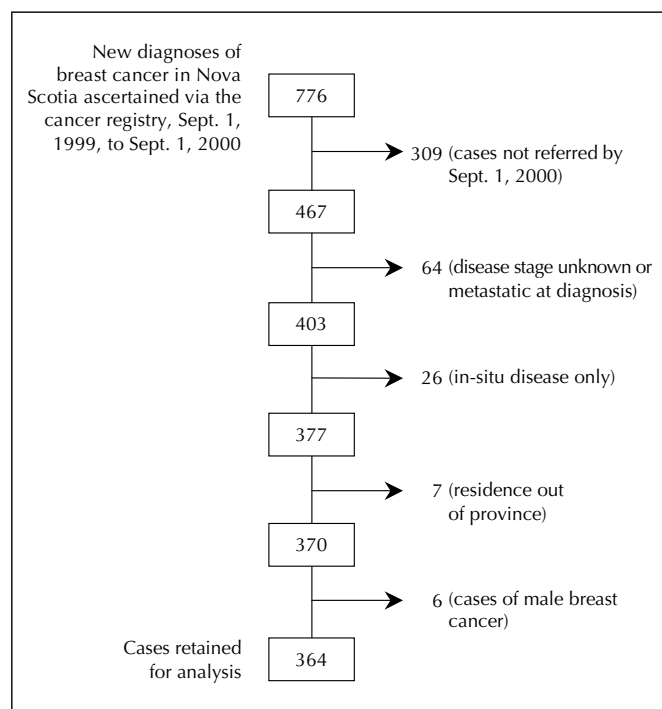 New diagnoses of
breast cancer in Nova
Scotia ascertained via the
cancer registry, Sept. 1,
1999, to Sept. 1, 2000
776
309 (cases not referred by
Sept. 1, 2000)
467
64 (disease stage unknown or
metastatic at diagnosis)
403
26 (in-situ disease only)
377
7 (residence out
of province)
370
6 (cases of male breast
cancer)
Cases retained
for analysis
364